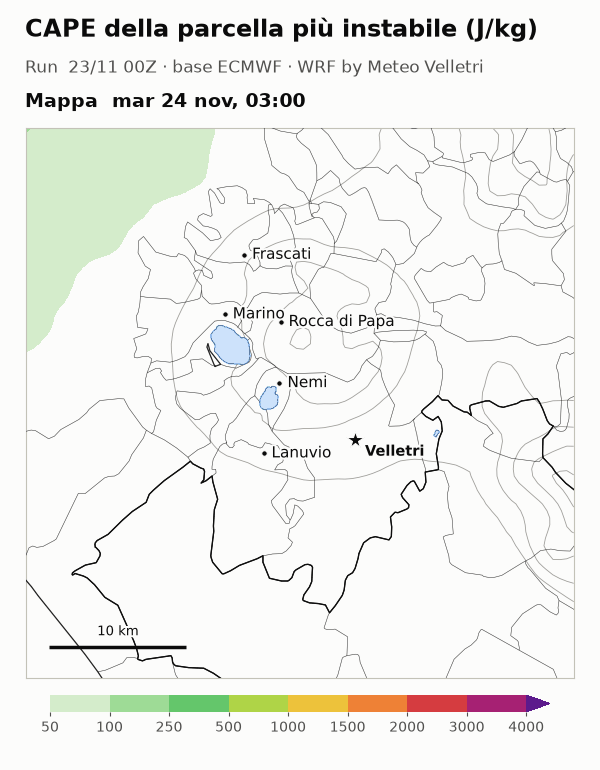 CAPE della parcella più instabile (J/kg)
Run  23/11 00Z · base ECMWF · WRF by Meteo Velletri
Mappa  mar 24 nov, 03:00
Frascati
Marino
Rocca di Papa
Nemi
Velletri
Lanuvio
10 km
50 100 250 500 1000 1500 2000 3000 4000